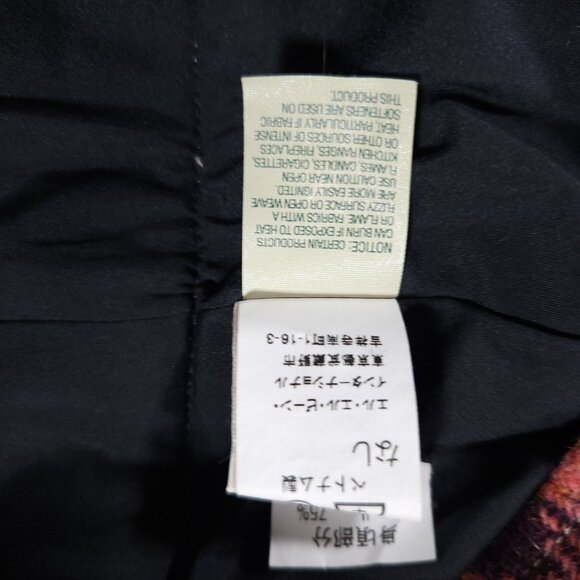 身頃部分
75%
ベトナム製
なし
エル・エル・ビーン・
インターナショナル
東京都武蔵野市
吉祥寺南町1-16-3
NOTICE: CERTAIN PRODUCTS
CAN BURN IF EXPOSED TO HEAT
OR FLAME. FABRICS WITH A
FUZZY SURFACE OR OPEN WEAVE
ARE MORE EASILY IGNITED.
USE CAUTION NEAR OPEN
FLAMES, CANDLES, CIGARETTES,
KITCHEN RANGES, FIREPLACES
OR OTHER SOURCES OF INTENSE
HEAT, PARTICULARLY IF FABRIC
SOFTENERS ARE USED ON
THIS PRODUCT.